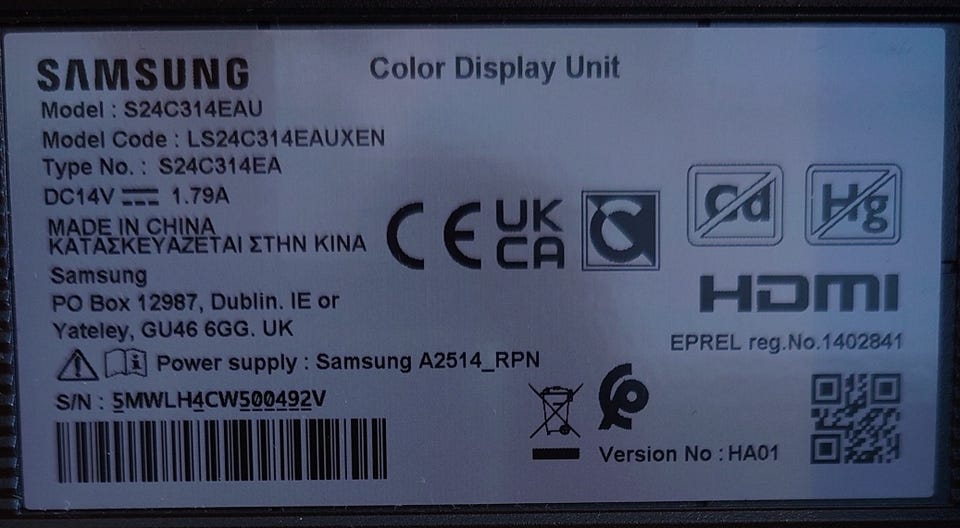 SAMSUNG
Color Display Unit
Model : S24C314EAU
Model Code : LS24C314EAUXEN
Type No. : S24C314EA
DC14V ⎓ 1.79A
MADE IN CHINA
ΚΑΤΑΣΚΕΥΑΖΕΤΑΙ ΣΤΗΝ ΚΙΝΑ
Samsung
PO Box 12987, Dublin. IE or
Yateley, GU46 6GG. UK
Power supply : Samsung A2514_RPN
S/N : 5MWLH4CW500492V
CE
UK
CA
Cd
Hg
HDMI
EPREL reg.No.1402841
Version No : HA01